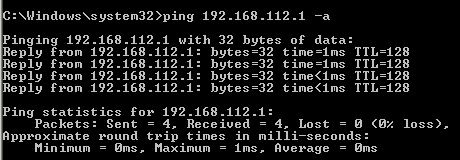 C:\Windows\system32>ping 192.168.112.1 -a
Pinging 192.168.112.1 with 32 bytes of data:
Reply from 192.168.112.1: bytes=32 time=1ms TTL=128
Reply from 192.168.112.1: bytes=32 time=1ms TTL=128
Reply from 192.168.112.1: bytes=32 time<1ms TTL=128
Reply from 192.168.112.1: bytes=32 time<1ms TTL=128
Ping statistics for 192.168.112.1:
    Packets: Sent = 4, Received = 4, Lost = 0 (0% loss),
Approximate round trip times in milli-seconds:
    Minimum = 0ms, Maximum = 1ms, Average = 0ms